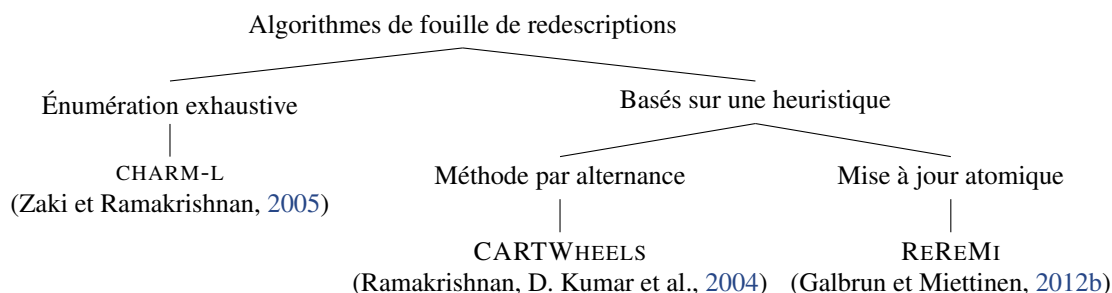 Algorithmes de fouille de redescriptions
Énumération exhaustive
Basés sur une heuristique
CHARM-L
(Zaki et Ramakrishnan, 2005)
Méthode par alternance
Mise à jour atomique
CARTWHEELS
(Ramakrishnan, D. Kumar et al., 2004)
REREMI
(Galbrun et Miettinen, 2012b)